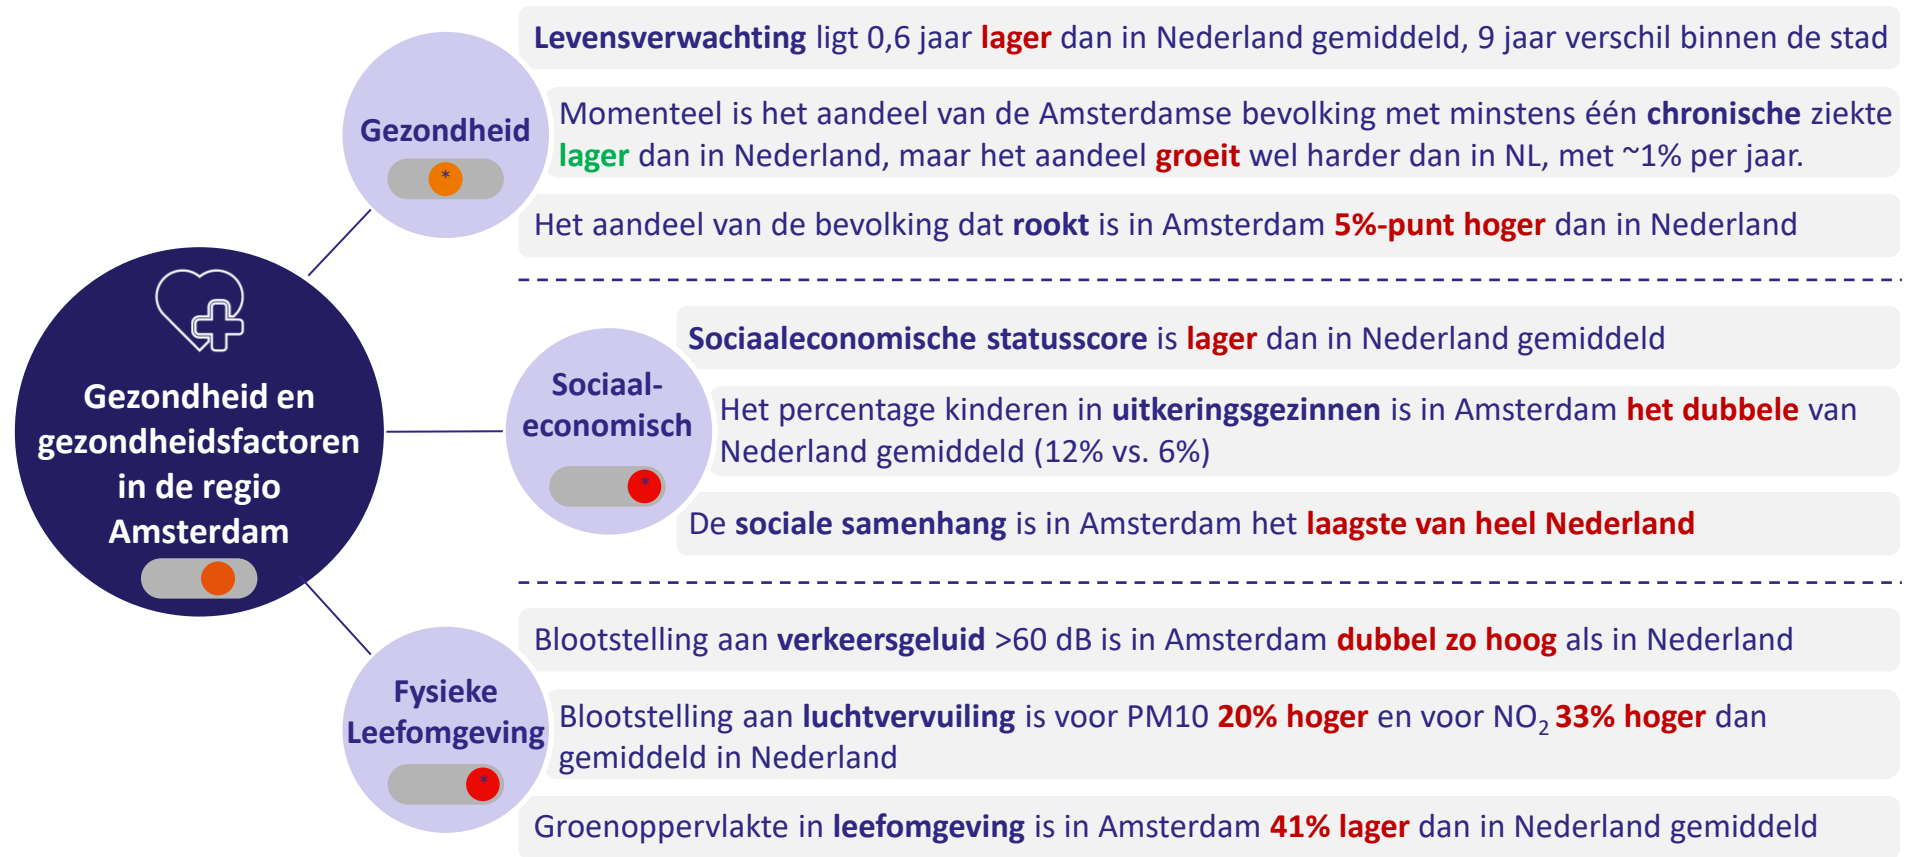 Gezondheid en
gezondheidsfactoren
in de regio
Amsterdam
Gezondheid
*
Levensverwachting ligt 0,6 jaar lager dan in Nederland gemiddeld, 9 jaar verschil binnen de stad
Momenteel is het aandeel van de Amsterdamse bevolking met minstens één chronische ziekte
lager dan in Nederland, maar het aandeel groeit wel harder dan in NL, met ~1% per jaar.
Het aandeel van de bevolking dat rookt is in Amsterdam 5%-punt hoger dan in Nederland
Sociaal-
economisch
*
Sociaaleconomische statusscore is lager dan in Nederland gemiddeld
Het percentage kinderen in uitkeringsgezinnen is in Amsterdam het dubbele van
Nederland gemiddeld (12% vs. 6%)
De sociale samenhang is in Amsterdam het laagste van heel Nederland
Fysieke
Leefomgeving
*
Blootstelling aan verkeersgeluid >60 dB is in Amsterdam dubbel zo hoog als in Nederland
Blootstelling aan luchtvervuiling is voor PM10 20% hoger en voor NO₂ 33% hoger dan
gemiddeld in Nederland
Groenoppervlakte in leefomgeving is in Amsterdam 41% lager dan in Nederland gemiddeld